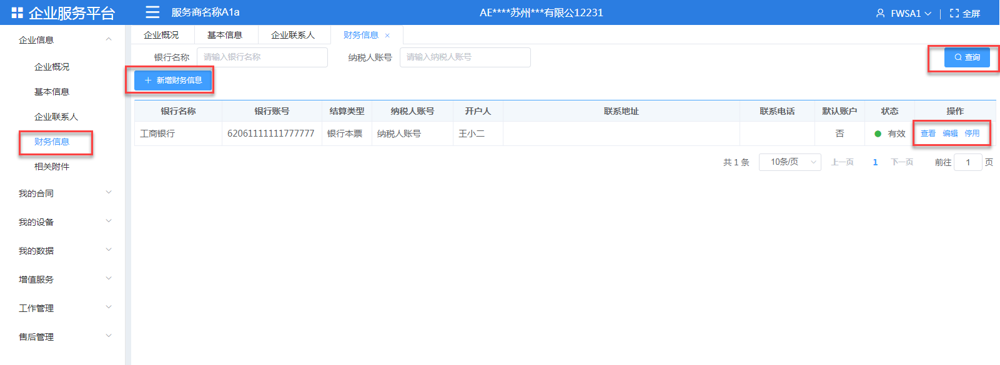 企业服务平台 服务商名称A1a AE****苏州***有限公12231 FWSA1 全屏
企业信息
企业概况
基本信息
企业联系人
财务信息
相关附件
我的合同
我的设备
我的数据
增值服务
工作管理
售后管理
企业概况 基本信息 企业联系人 财务信息 ×
银行名称 请输入银行名称 纳税人账号 请输入纳税人账号 查询
+ 新增财务信息
银行名称 银行账号 结算类型 纳税人账号 开户人 联系地址 联系电话 默认账户 状态 操作
工商银行 62061111111777777 银行本票 纳税人账号 王小二 否 有效 查看 编辑 停用
共 1 条 10条/页 上一页 1 下一页 前往 1 页